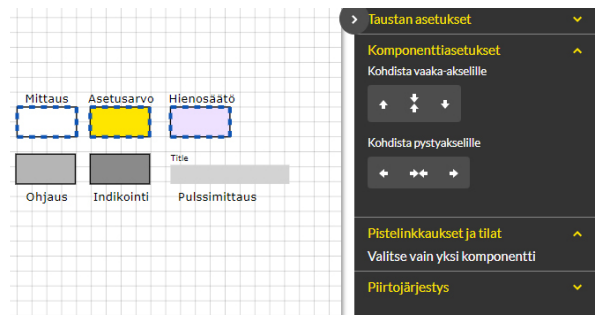 Mittaus Asetusarvo Hienosäätö
Title
Ohjaus Indikointi Pulssimittaus
Taustan asetukset
Komponenttiasetukset
Kohdista vaaka-akselille
Kohdista pystyakselille
Pistelinkkaukset ja tilat
Valitse vain yksi komponentti
Piirtojärjestys